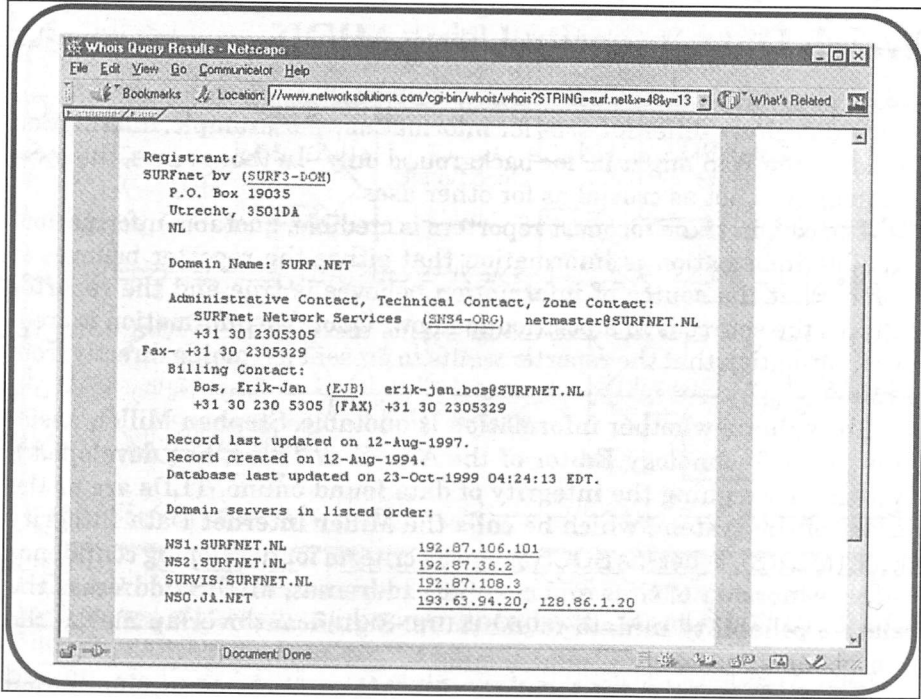 Whois Query Results - Netscape
File Edit View Go Communicator Help
Bookmarks Location: //www.networksolutions.com/cgi-bin/whois/whois?STRING=surf.net&x=48&y=13 What's Related
Registrant:
SURFnet bv (SURF3-DOM)
P.O. Box 19035
Utrecht, 3501DA
NL
Domain Name: SURF.NET
Administrative Contact, Technical Contact, Zone Contact:
SURFnet Network Services (SNS4-ORG) netmaster@SURFNET.NL
+31 30 2305305
Fax- +31 30 2305329
Billing Contact:
Bos, Erik-Jan (EJB) erik-jan.bos@SURFNET.NL
+31 30 230 5305 (FAX) +31 30 2305329
Record last updated on 12-Aug-1997.
Record created on 12-Aug-1994.
Database last updated on 23-Oct-1999 04:24:13 EDT.
Domain servers in listed order:
NS1.SURFNET.NL 192.87.106.101
NS2.SURFNET.NL 192.87.36.2
SURVIS.SURFNET.NL 192.87.108.3
NS0.JA.NET 193.63.94.20, 128.86.1.20
Document: Done